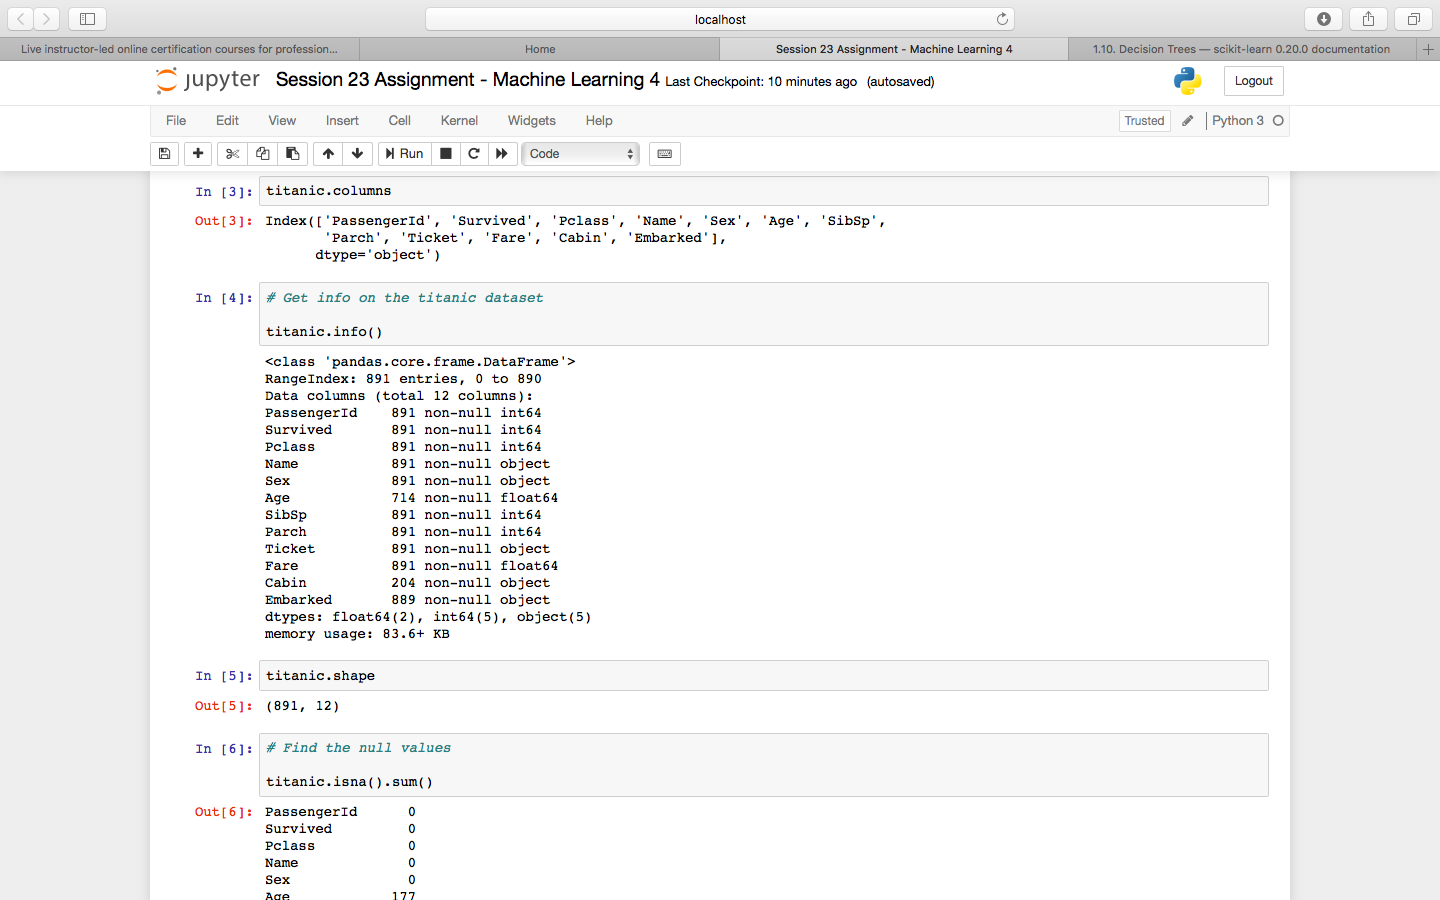 localhost
Live instructor-led online certification courses for profession...
Home
Session 23 Assignment - Machine Learning 4
1.10. Decision Trees — scikit-learn 0.20.0 documentation
jupyter Session 23 Assignment - Machine Learning 4 Last Checkpoint: 10 minutes ago (autosaved)
Logout
File Edit View Insert Cell Kernel Widgets Help
Trusted
Python 3
Run
Code
In [3]: titanic.columns
Out[3]: Index(['PassengerId', 'Survived', 'Pclass', 'Name', 'Sex', 'Age', 'SibSp',
'Parch', 'Ticket', 'Fare', 'Cabin', 'Embarked'],
dtype='object')
In [4]: # Get info on the titanic dataset
titanic.info()
<class 'pandas.core.frame.DataFrame'>
RangeIndex: 891 entries, 0 to 890
Data columns (total 12 columns):
PassengerId    891 non-null int64
Survived       891 non-null int64
Pclass         891 non-null int64
Name           891 non-null object
Sex            891 non-null object
Age            714 non-null float64
SibSp          891 non-null int64
Parch          891 non-null int64
Ticket         891 non-null object
Fare           891 non-null float64
Cabin          204 non-null object
Embarked       889 non-null object
dtypes: float64(2), int64(5), object(5)
memory usage: 83.6+ KB
In [5]: titanic.shape
Out[5]: (891, 12)
In [6]: # Find the null values
titanic.isna().sum()
Out[6]: PassengerId      0
Survived         0
Pclass           0
Name             0
Sex              0
Age            177